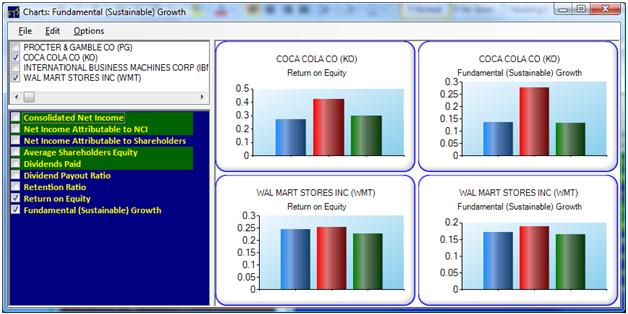 Charts: Fundamental (Sustainable) Growth
File Edit Options
PROCTER & GAMBLE CO (PG)
COCA COLA CO (KO)
INTERNATIONAL BUSINESS MACHINES CORP (IBM
WAL MART STORES INC (WMT)
Consolidated Net Income
Net Income Attributable to NCI
Net Income Attributable to Shareholders
Average Shareholders Equity
Dividends Paid
Dividend Payout Ratio
Retention Ratio
Return on Equity
Fundamental (Sustainable) Growth
COCA COLA CO (KO)
Return on Equity
0.5
0.4
0.3
0.2
0.1
0
COCA COLA CO (KO)
Fundamental (Sustainable) Growth
0.3
0.25
0.2
0.15
0.1
0.05
0
WAL MART STORES INC (WMT)
Return on Equity
0.3
0.25
0.2
0.15
0.1
0.05
0
WAL MART STORES INC (WMT)
Fundamental (Sustainable) Growth
0.2
0.15
0.1
0.05
0